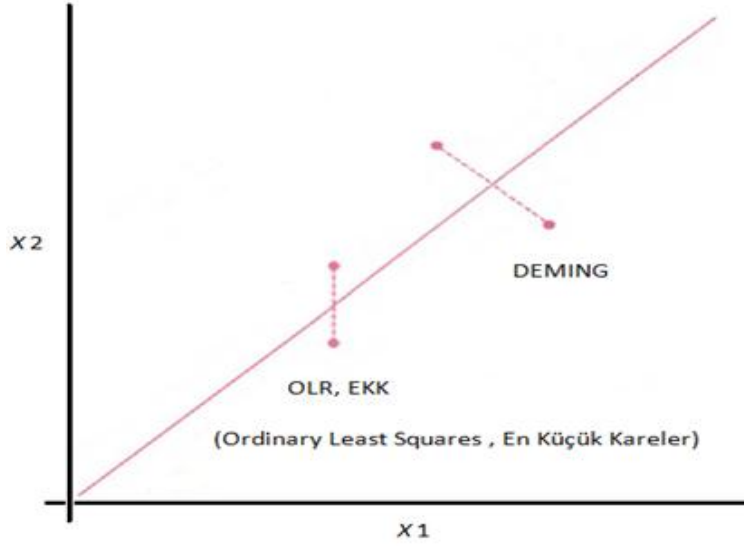 X2
DEMING
OLR, EKK
(Ordinary Least Squares , En Küçük Kareler)
X1